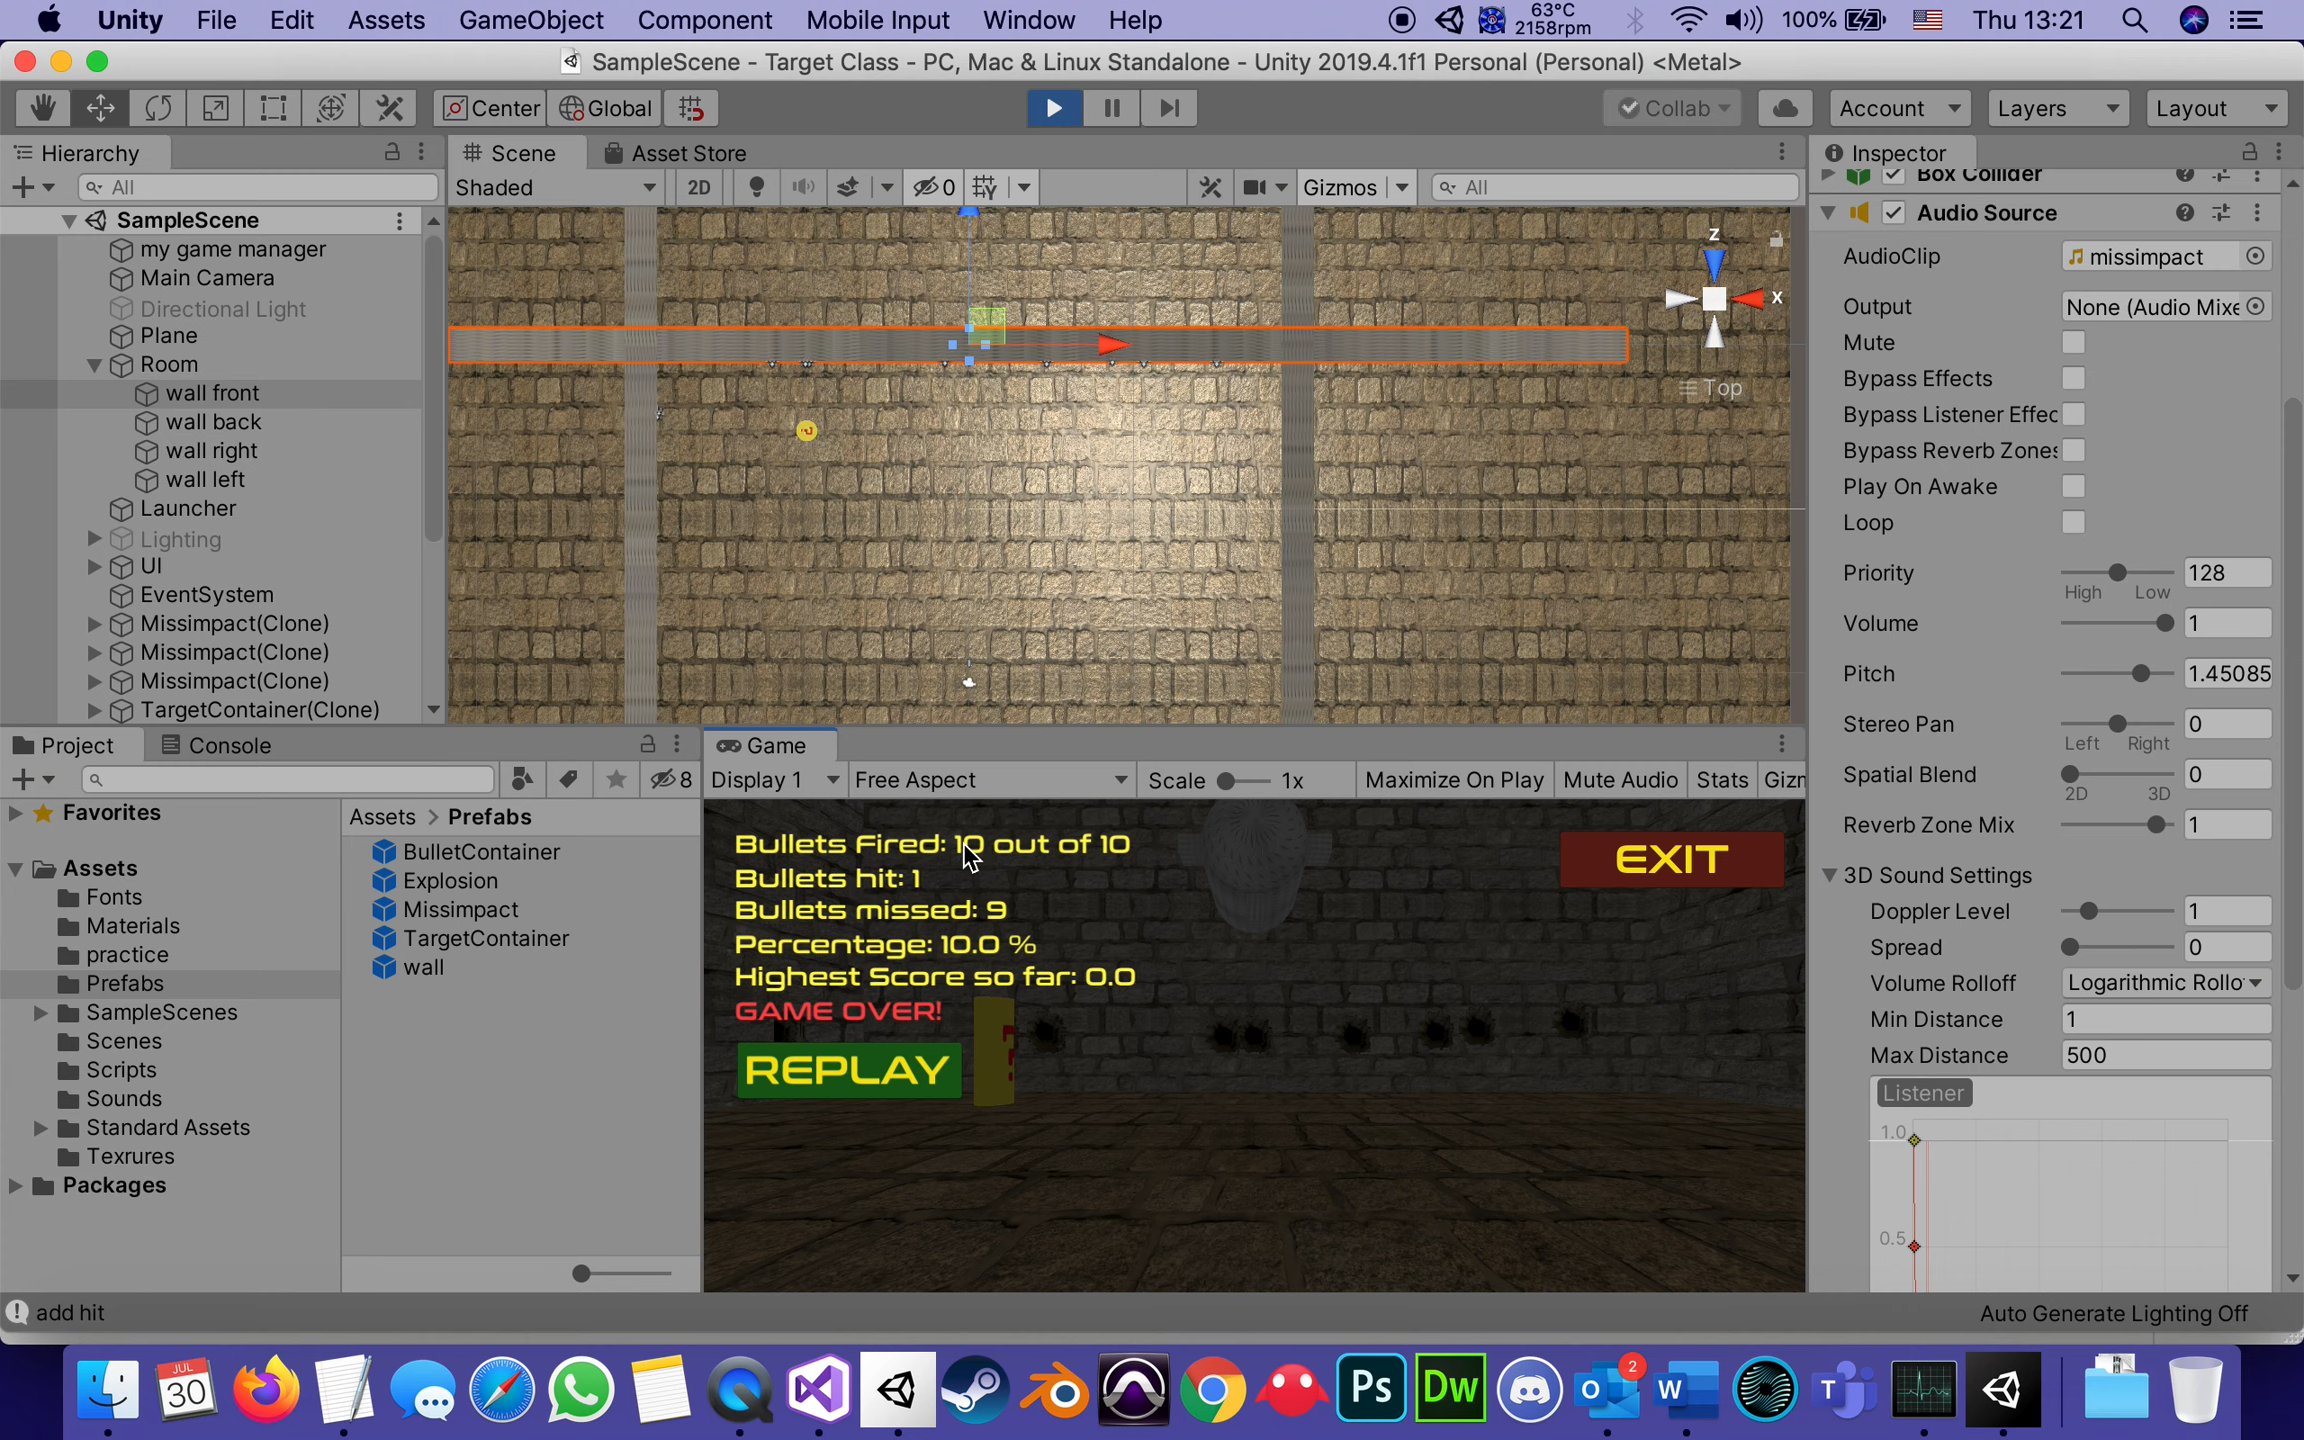 Unity File Edit Assets GameObject Component Mobile Input Window Help 63°C 2158rpm 100% Thu 13:21
SampleScene - Target Class - PC, Mac & Linux Standalone - Unity 2019.4.1f1 Personal (Personal) <Metal>
Center Global Collab Account Layers Layout
Hierarchy
All
SampleScene
my game manager
Main Camera
Directional Light
Plane
Room
wall front
wall back
wall right
wall left
Launcher
Lighting
UI
EventSystem
Missimpact(Clone)
Missimpact(Clone)
Missimpact(Clone)
TargetContainer(Clone)
Scene Asset Store
Shaded 2D 0 Gizmos All
Z
X
Top
Inspector
Box Collider
Audio Source
AudioClip missimpact
Output None (Audio Mixe
Mute
Bypass Effects
Bypass Listener Effec
Bypass Reverb Zones
Play On Awake
Loop
Priority 128
High Low
Volume 1
Pitch 1.45085
Stereo Pan 0
Left Right
Spatial Blend 0
2D 3D
Reverb Zone Mix 1
3D Sound Settings
Doppler Level 1
Spread 0
Volume Rolloff Logarithmic Rollo
Min Distance 1
Max Distance 500
Listener
1.0
0.5
Project Console
8
Favorites
Assets
Fonts
Materials
practice
Prefabs
SampleScenes
Scenes
Scripts
Sounds
Standard Assets
Texrures
Packages
Assets > Prefabs
BulletContainer
Explosion
Missimpact
TargetContainer
wall
Game
Display 1 Free Aspect Scale 1x Maximize On Play Mute Audio Stats Gizn
Bullets Fired: 10 out of 10
Bullets hit: 1
Bullets missed: 9
Percentage: 10.0 %
Highest Score so far: 0.0
GAME OVER!
REPLAY
EXIT
add hit
Auto Generate Lighting Off
JUL
30
Ps
Dw
O
2
W
T